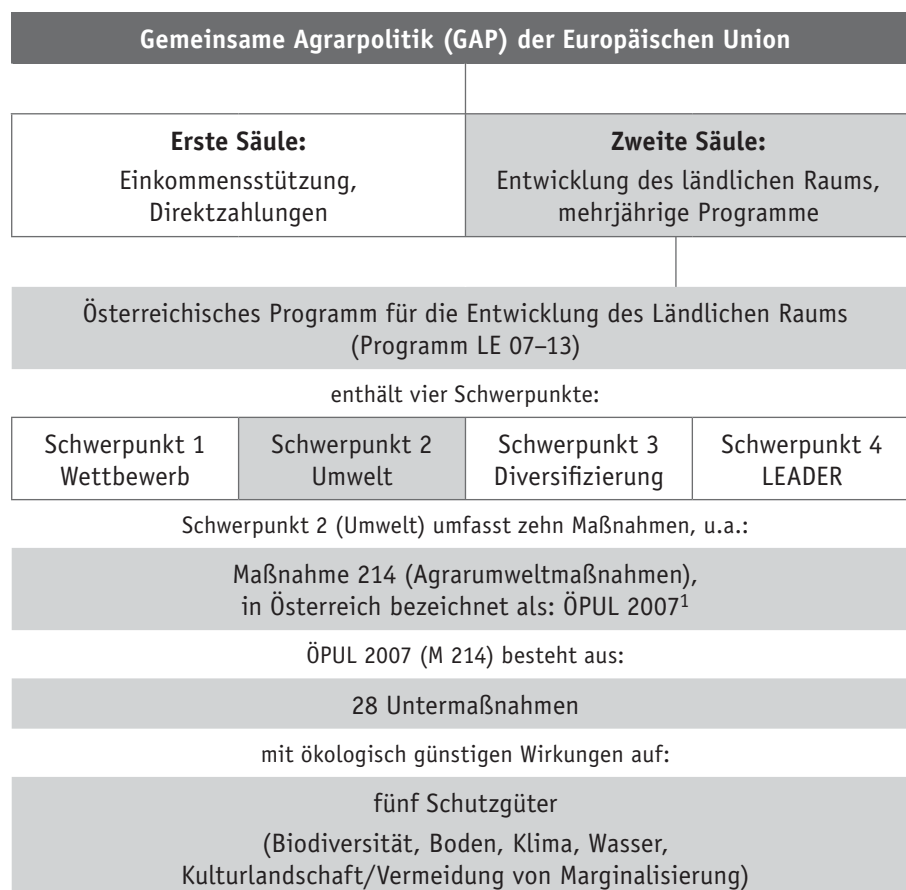 Gemeinsame Agrarpolitik (GAP) der Europäischen Union
Erste Säule:
Einkommensstützung,
Direktzahlungen
Zweite Säule:
Entwicklung des ländlichen Raums,
mehrjährige Programme
Österreichisches Programm für die Entwicklung des Ländlichen Raums
(Programm LE 07–13)
enthält vier Schwerpunkte:
Schwerpunkt 1
Wettbewerb
Schwerpunkt 2
Umwelt
Schwerpunkt 3
Diversifizierung
Schwerpunkt 4
LEADER
Schwerpunkt 2 (Umwelt) umfasst zehn Maßnahmen, u.a.:
Maßnahme 214 (Agrarumweltmaßnahmen),
in Österreich bezeichnet als: ÖPUL 2007¹
ÖPUL 2007 (M 214) besteht aus:
28 Untermaßnahmen
mit ökologisch günstigen Wirkungen auf:
fünf Schutzgüter
(Biodiversität, Boden, Klima, Wasser,
Kulturlandschaft/Vermeidung von Marginalisierung)